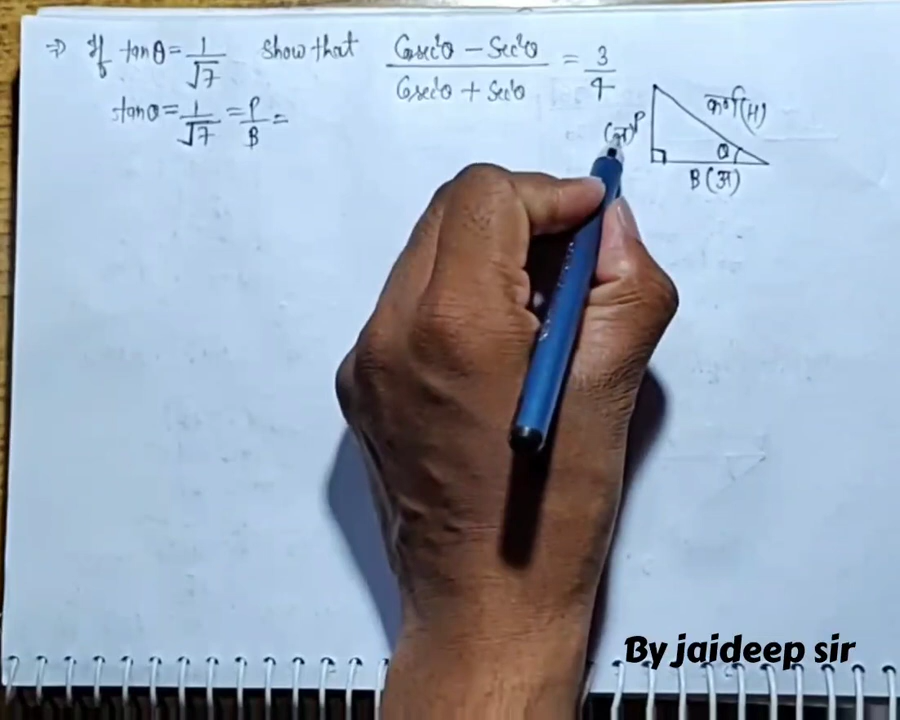 ⇒ If tanθ = 1/√7 Show that (Cosec²θ − Sec²θ)/(Cosec²θ + Sec²θ) = 3/4
tanθ = 1/√7 = P/B =
कर्ण(H)
P
θ
B(अ)
By jaideep sir